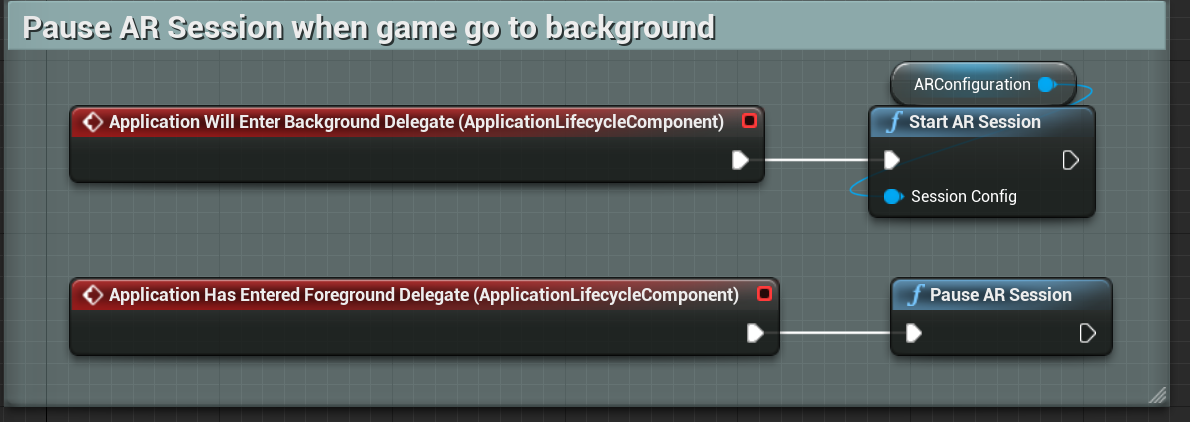 Pause AR Session when game go to background
ARConfiguration
Application Will Enter Background Delegate (ApplicationLifecycleComponent)
Start AR Session
Session Config
Application Has Entered Foreground Delegate (ApplicationLifecycleComponent)
Pause AR Session